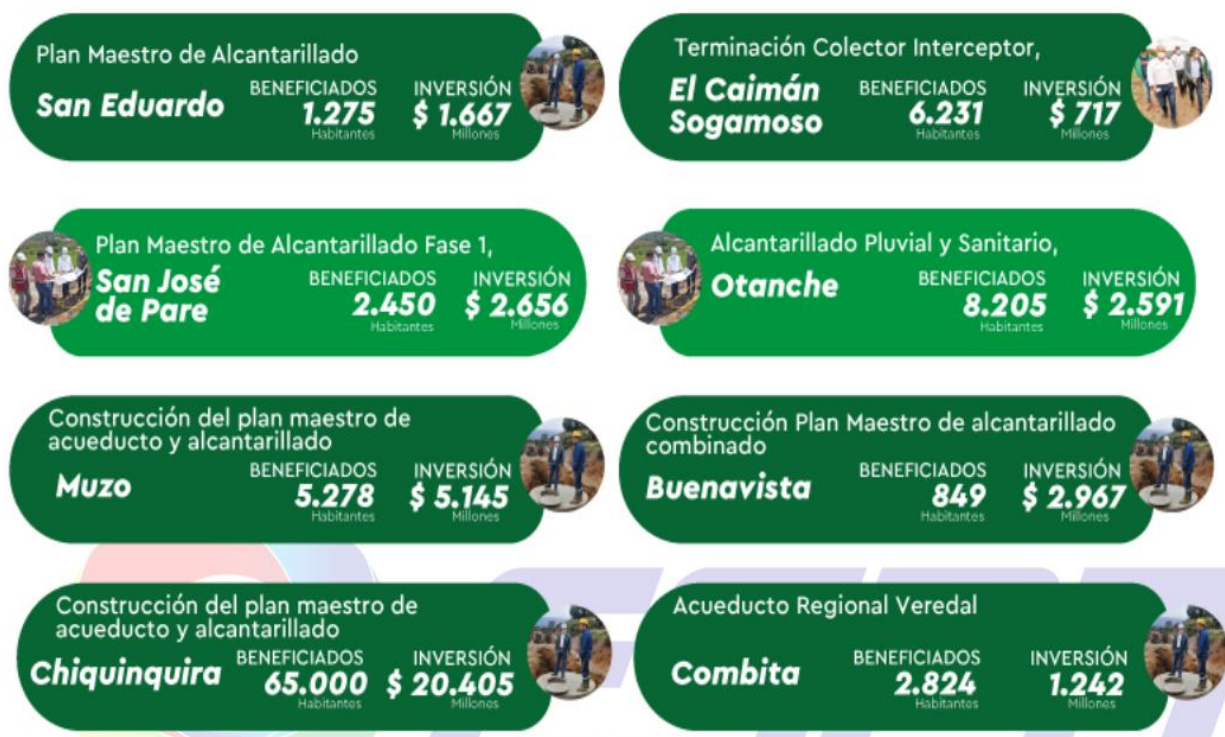 Plan Maestro de Alcantarillado
San Eduardo
BENEFICIADOS
1.275
Habitantes
INVERSIÓN
$ 1.667
Millones
Terminación Colector Interceptor,
El Caimán
Sogamoso
BENEFICIADOS
6.231
Habitantes
INVERSIÓN
$ 717
Millones
Plan Maestro de Alcantarillado Fase 1,
San José
de Pare
BENEFICIADOS
2.450
Habitantes
INVERSIÓN
$ 2.656
Millones
Alcantarillado Pluvial y Sanitario,
Otanche
BENEFICIADOS
8.205
Habitantes
INVERSIÓN
$ 2.591
Millones
Construcción del plan maestro de
acueducto y alcantarillado
Muzo
BENEFICIADOS
5.278
Habitantes
INVERSIÓN
$ 5.145
Millones
Construcción Plan Maestro de alcantarillado
combinado
Buenavista
BENEFICIADOS
849
Habitantes
INVERSIÓN
$ 2.967
Millones
Construcción del plan maestro de
acueducto y alcantarillado
Chiquinquira
BENEFICIADOS
65.000
Habitantes
INVERSIÓN
$ 20.405
Millones
Acueducto Regional Veredal
Combita
BENEFICIADOS
2.824
Habitantes
INVERSIÓN
1.242
Millones